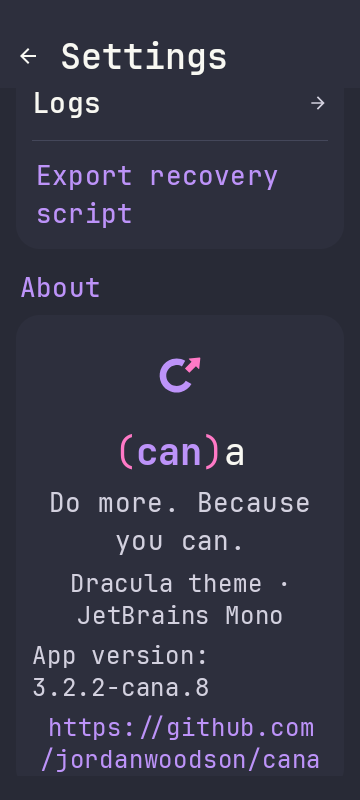 ← Settings
Logs →
Export recovery
script
About
(can)a
Do more. Because
you can.
Dracula theme ·
JetBrains Mono
App version:
3.2.2-cana.8
https://github.com
/jordanwoodson/cana